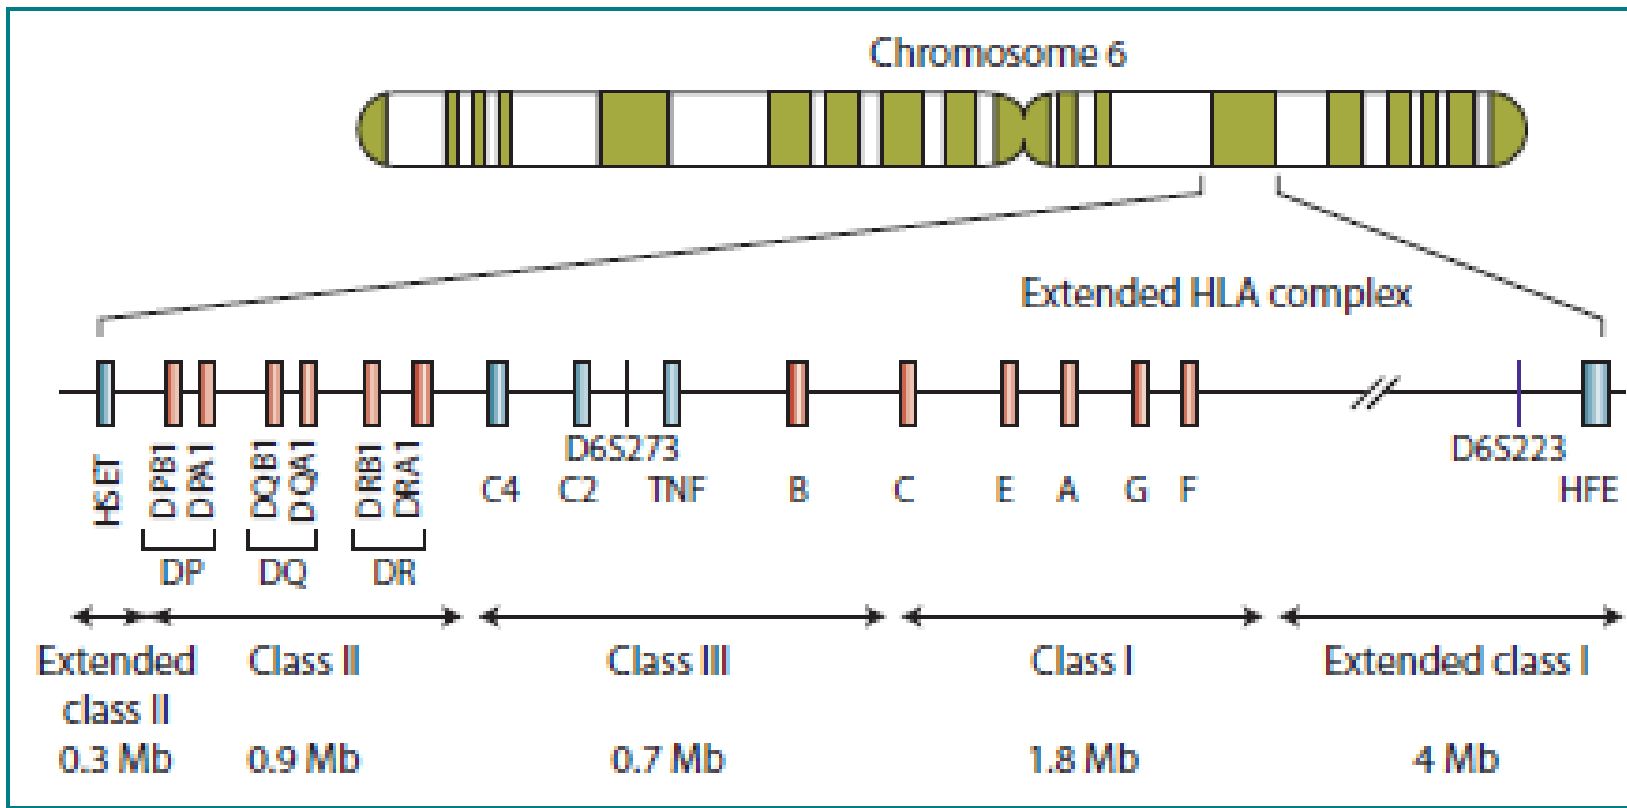 Chromosome 6
Extended HLA complex
HSET
DPB1
DPA1
DQB1
DQA1
DRB1
DRA1
C4
C2
D6S273
TNF
B
C
E
A
G
F
D6S223
HFE
DP
DQ
DR
Extended class II
Class II
Class III
Class I
Extended class I
0.3 Mb
0.9 Mb
0.7 Mb
1.8 Mb
4 Mb